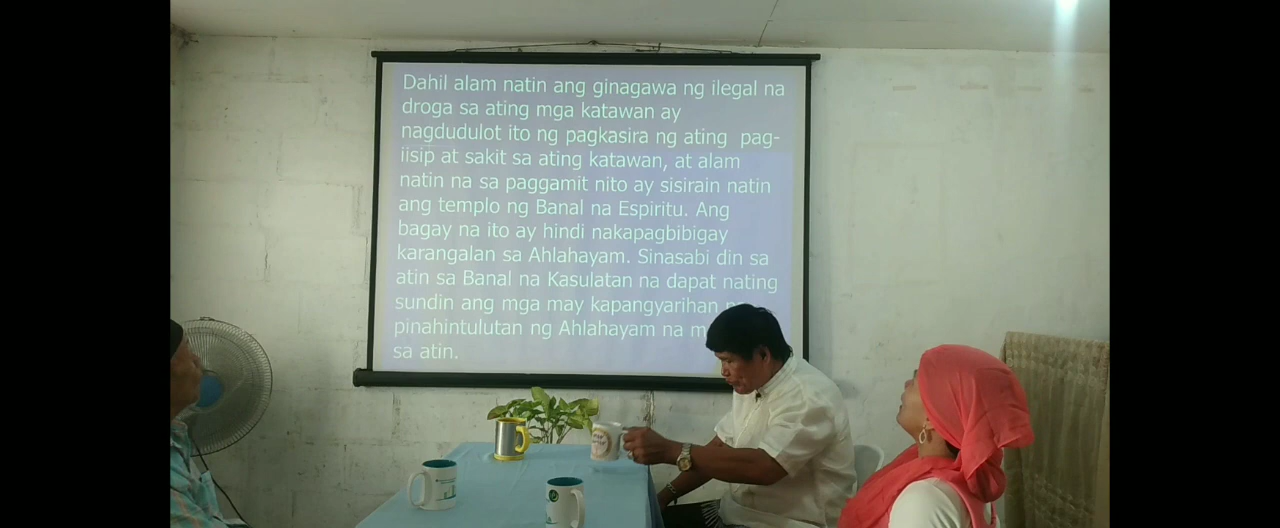 Dahil alam natin ang ginagawa ng ilegal na
droga sa ating mga katawan ay
nagdudulot ito ng pagkasira ng ating pag-
iisip at sakit sa ating katawan, at alam
natin na sa paggamit nito ay sisirain natin
ang templo ng Banal na Espiritu. Ang
bagay na ito ay hindi nakapagbibigay
karangalan sa Ahlahayam. Sinasabi din sa
atin sa Banal na Kasulatan na dapat nating
sundin ang mga may kapangyarihan
pinahintulutan ng Ahlahayam na
sa atin.